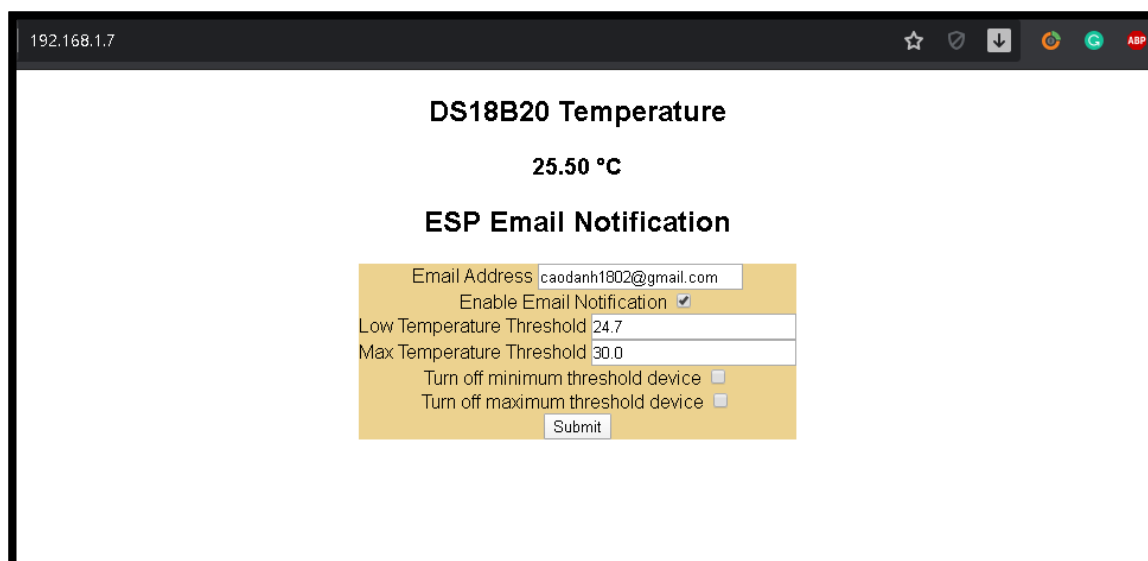 192.168.1.7
ABP
DS18B20 Temperature
25.50 °C
ESP Email Notification
Email Address caodanh1802@gmail.com
Enable Email Notification
Low Temperature Threshold 24.7
Max Temperature Threshold 30.0
Turn off minimum threshold device
Turn off maximum threshold device
Submit